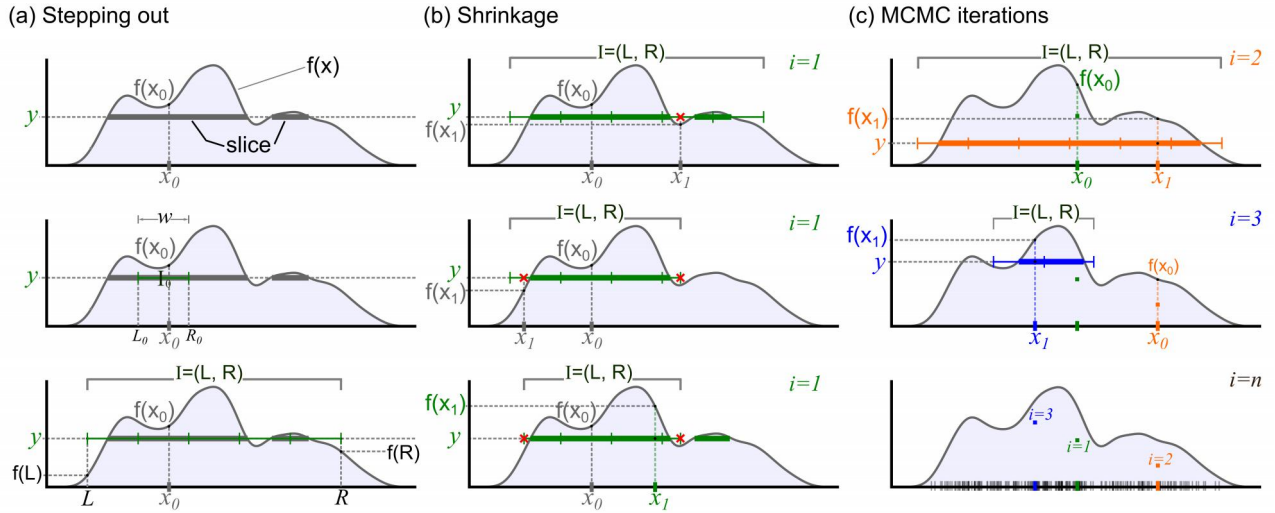 (a) Stepping out
f(x)
f(x₀)
y
slice
x₀
w
f(x₀)
y
I₀
L₀
R₀
x₀
I=(L, R)
f(x₀)
y
f(R)
f(L)
L
x₀
R
(b) Shrinkage
I=(L, R)
i=1
f(x₀)
y
f(x₁)
x₀
x₁
I=(L, R)
i=1
f(x₀)
y
f(x₁)
x₁
x₀
I=(L, R)
i=1
f(x₁)
f(x₀)
y
x₀
x₁
(c) MCMC iterations
I=(L, R)
i=2
f(x₀)
f(x₁)
y
x₀
x₁
I=(L, R)
i=3
f(x₁)
y
f(x₀)
x₁
x₀
i=n
i=3
i=1
i=2